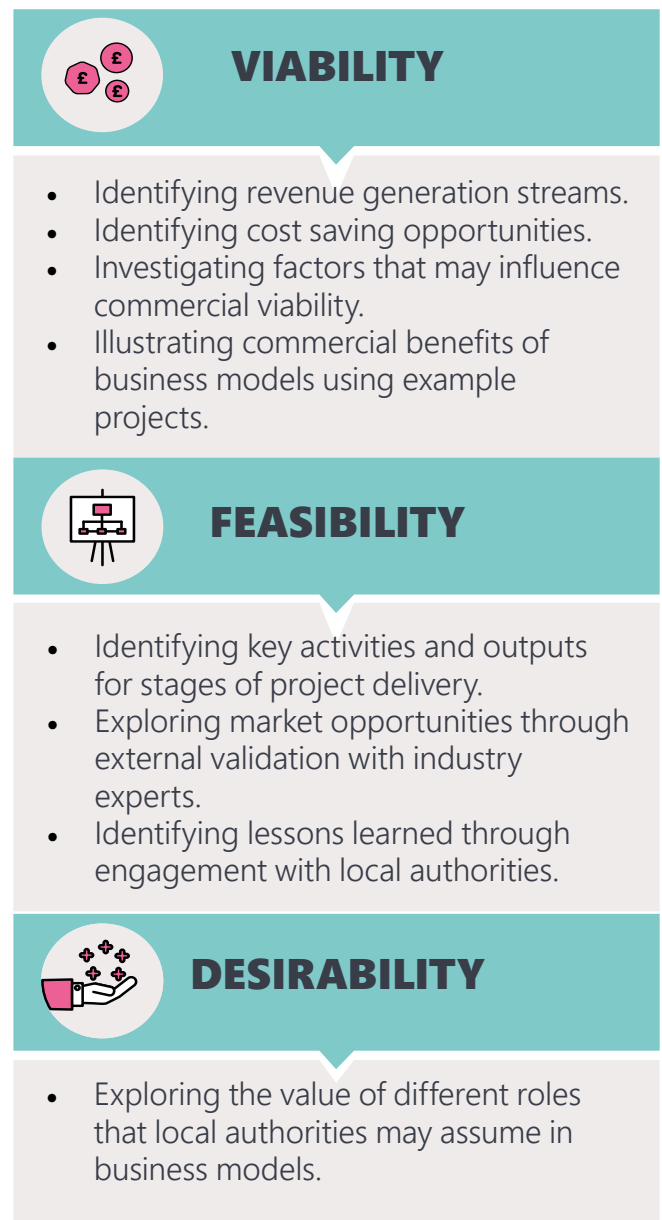 £
£
£
VIABILITY
• Identifying revenue generation streams.
• Identifying cost saving opportunities.
• Investigating factors that may influence
commercial viability.
• Illustrating commercial benefits of
business models using example
projects.
FEASIBILITY
• Identifying key activities and outputs
for stages of project delivery.
• Exploring market opportunities through
external validation with industry
experts.
• Identifying lessons learned through
engagement with local authorities.
DESIRABILITY
• Exploring the value of different roles
that local authorities may assume in
business models.